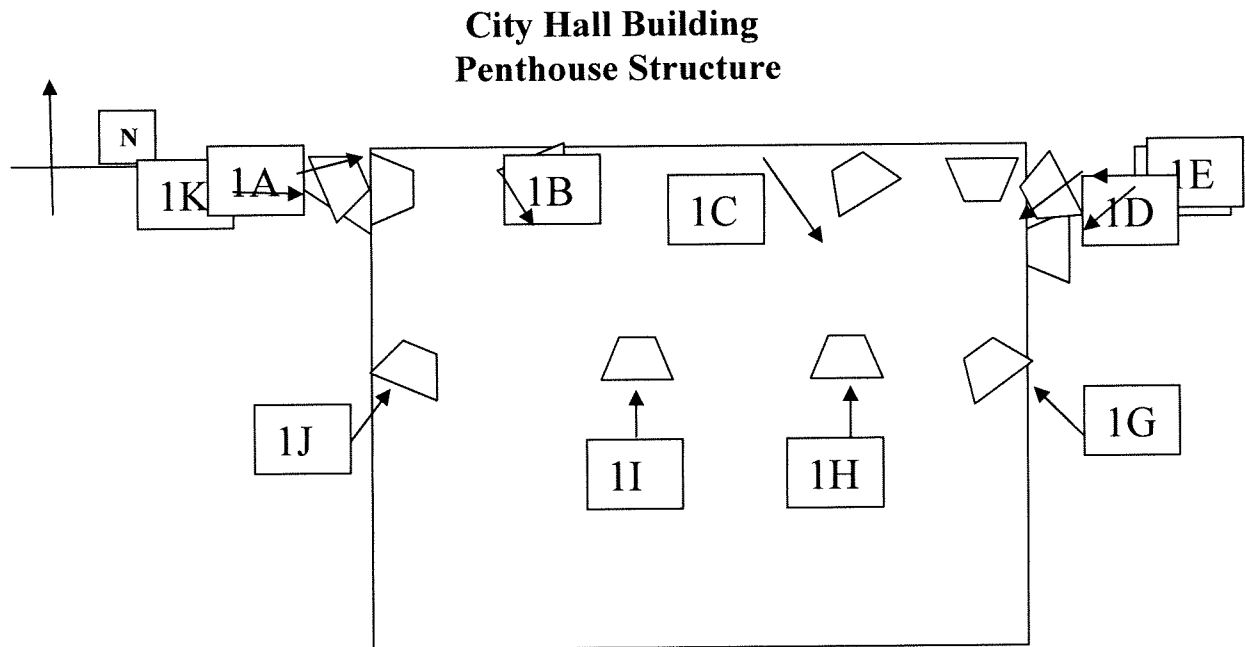 City Hall Building
Penthouse Structure
N
1K
1A
1B
1C
1D
1E
1J
1I
1H
1G